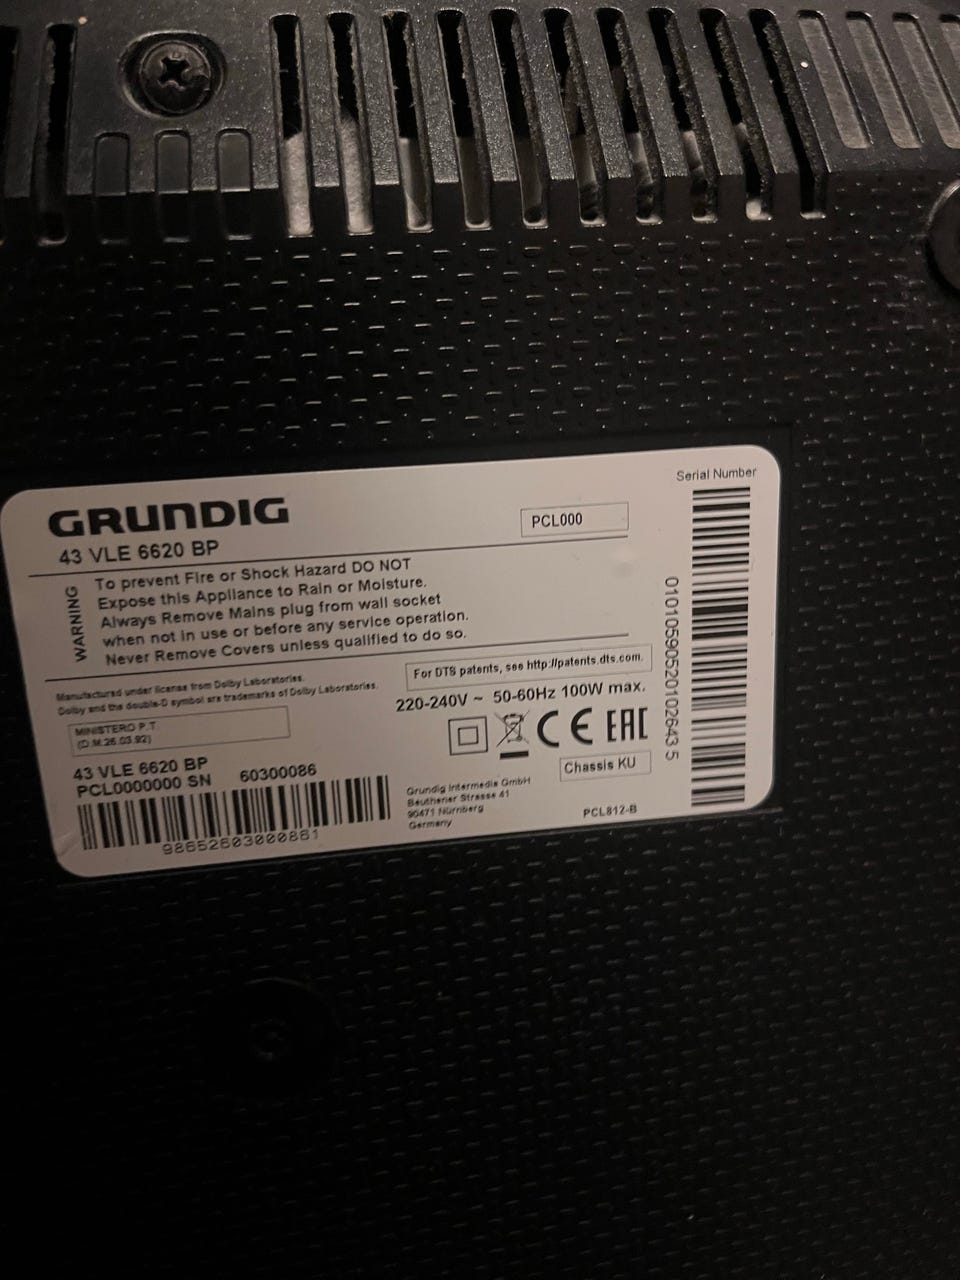 GRUNDIG
43 VLE 6620 BP
PCL000
Serial Number
WARNING
To prevent Fire or Shock Hazard DO NOT
Expose this Appliance to Rain or Moisture.
Always Remove Mains plug from wall socket
when not in use or before any service operation.
Never Remove Covers unless qualified to do so.
Manufactured under license from Dolby Laboratories.
Dolby and the double-D symbol are trademarks of Dolby Laboratories.
For DTS patents, see http://patents.dts.com.
220-240V ~ 50-60Hz 100W max.
MINISTERO P.T.
(D.M.26.03.92)
CE EAC
43 VLE 6620 BP
PCL0000000 SN 60300086
98652603000861
Chassis KU
Grundig Intermedia GmbH
Beuthener Strasse 41
90471 Nürnberg
Germany
PCL812-B
01010590520102643 5